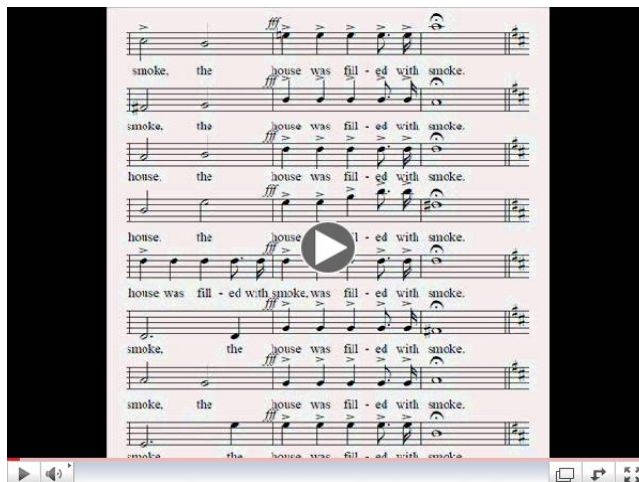 fff
smoke, the house was fill - ed with smoke.
fff
smoke, the house was fill - ed with smoke.
fff
house, the house was fill - ed with smoke.
fff
house. the house was fill - ed with smoke.
fff
house was fill - ed with smoke, was fill - ed with smoke.
fff
smoke, the house was fill - ed with smoke.
fff
smoke, the house was fill - ed with smoke.
fff
smoke the house was fill - ed with smoke.